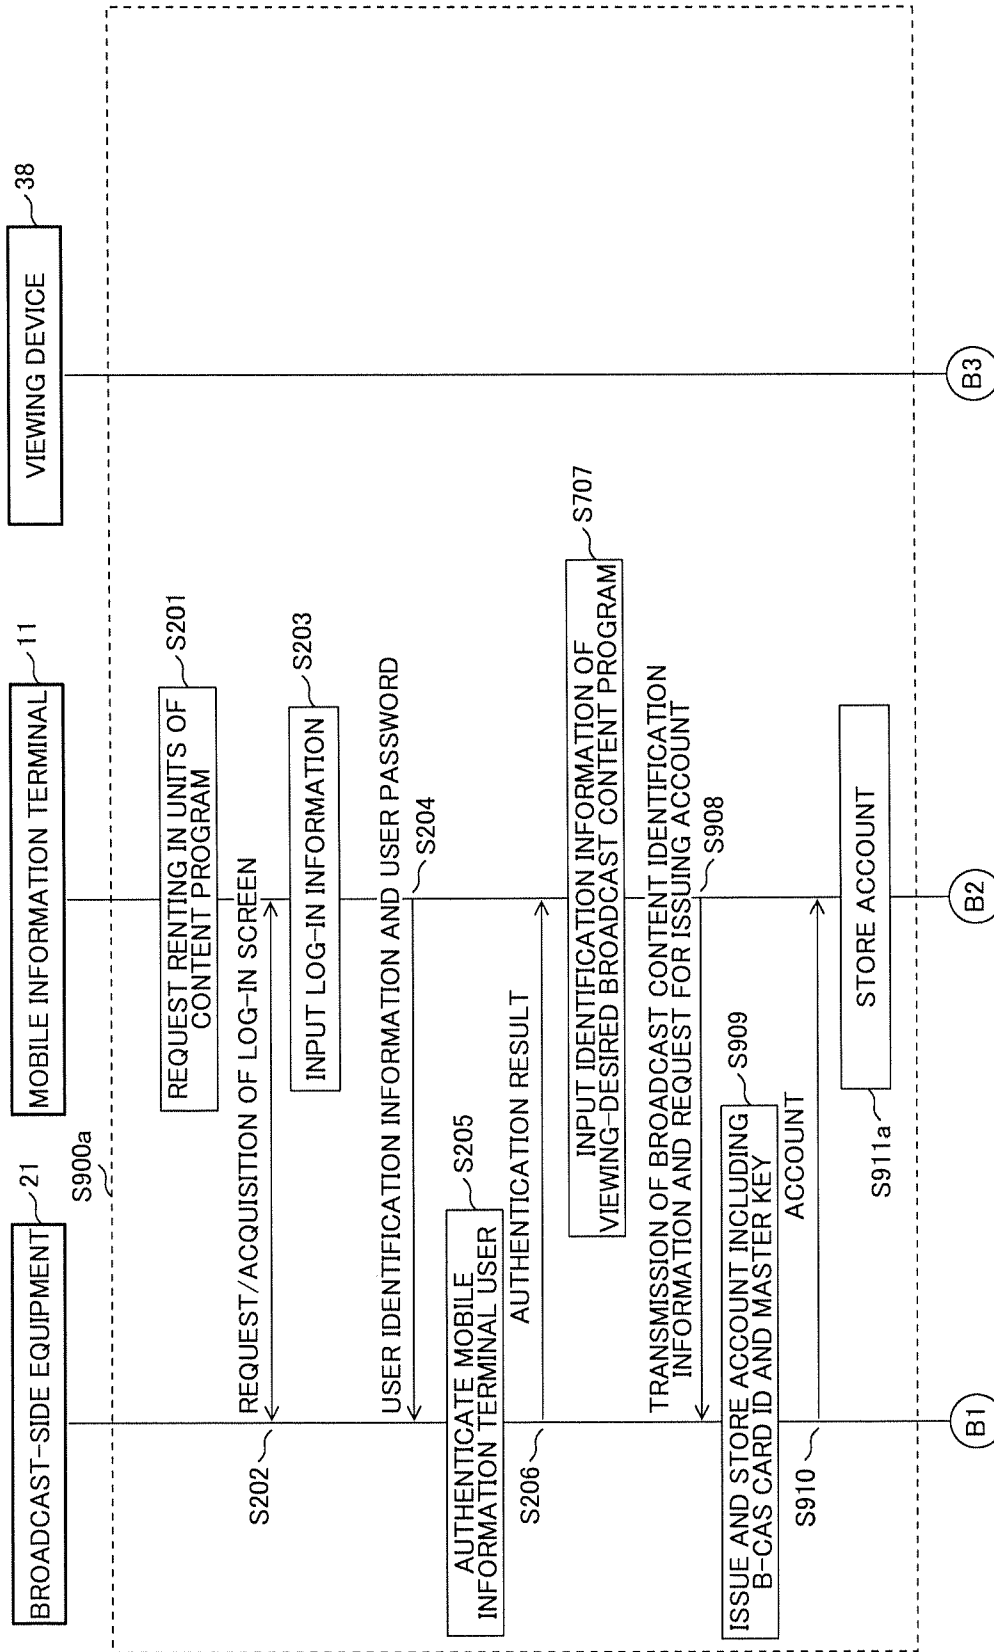 BROADCAST-SIDE EQUIPMENT
21
MOBILE INFORMATION TERMINAL
11
VIEWING DEVICE
38
S900a
REQUEST RENTING IN UNITS OF
CONTENT PROGRAM
S201
REQUEST/ACQUISITION OF LOG-IN SCREEN
S202
INPUT LOG-IN INFORMATION
S203
USER IDENTIFICATION INFORMATION AND USER PASSWORD
S204
AUTHENTICATE MOBILE
INFORMATION TERMINAL USER
S205
AUTHENTICATION RESULT
S206
INPUT IDENTIFICATION INFORMATION OF
VIEWING-DESIRED BROADCAST CONTENT PROGRAM
S707
TRANSMISSION OF BROADCAST CONTENT IDENTIFICATION
INFORMATION AND REQUEST FOR ISSUING ACCOUNT
S908
ISSUE AND STORE ACCOUNT INCLUDING
B-CAS CARD ID AND MASTER KEY
S909
ACCOUNT
S910
STORE ACCOUNT
S911a
B1
B2
B3